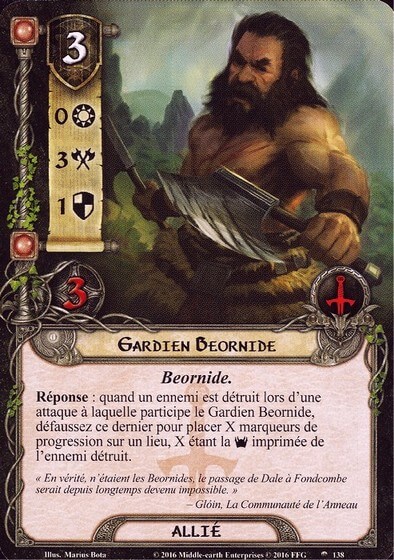 3
0
3
1
3
Gardien Beornide
Beornide.
Réponse : quand un ennemi est détruit lors d'une
attaque à laquelle participe le Gardien Beornide,
défaussez ce dernier pour placer X marqueurs de
progression sur un lieu, X étant la imprimée de
l'ennemi détruit.
« En vérité, n'étaient les Beornides, le passage de Dale à Fondcombe
serait depuis longtemps devenu impossible. »
– Glóin, La Communauté de l'Anneau
Allié
Illus. Marius Bota © 2016 Middle-earth Enterprises © 2016 FFG 138